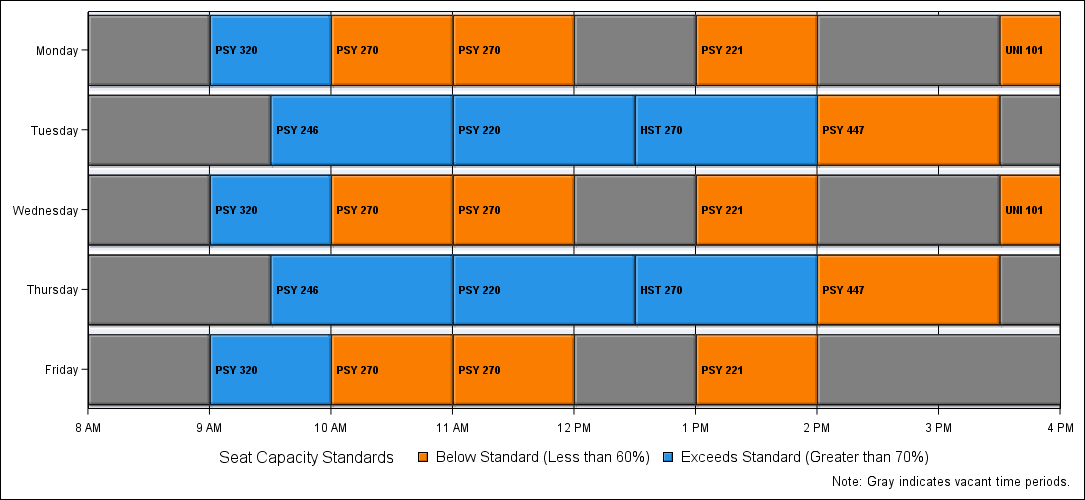 Monday PSY 320 PSY 270 PSY 270 PSY 221 UNI 101
Tuesday PSY 246 PSY 220 HST 270 PSY 447
Wednesday PSY 320 PSY 270 PSY 270 PSY 221 UNI 101
Thursday PSY 246 PSY 220 HST 270 PSY 447
Friday PSY 320 PSY 270 PSY 270 PSY 221
8 AM 9 AM 10 AM 11 AM 12 PM 1 PM 2 PM 3 PM 4 PM
Seat Capacity Standards Below Standard (Less than 60%) Exceeds Standard (Greater than 70%)
Note: Gray indicates vacant time periods.